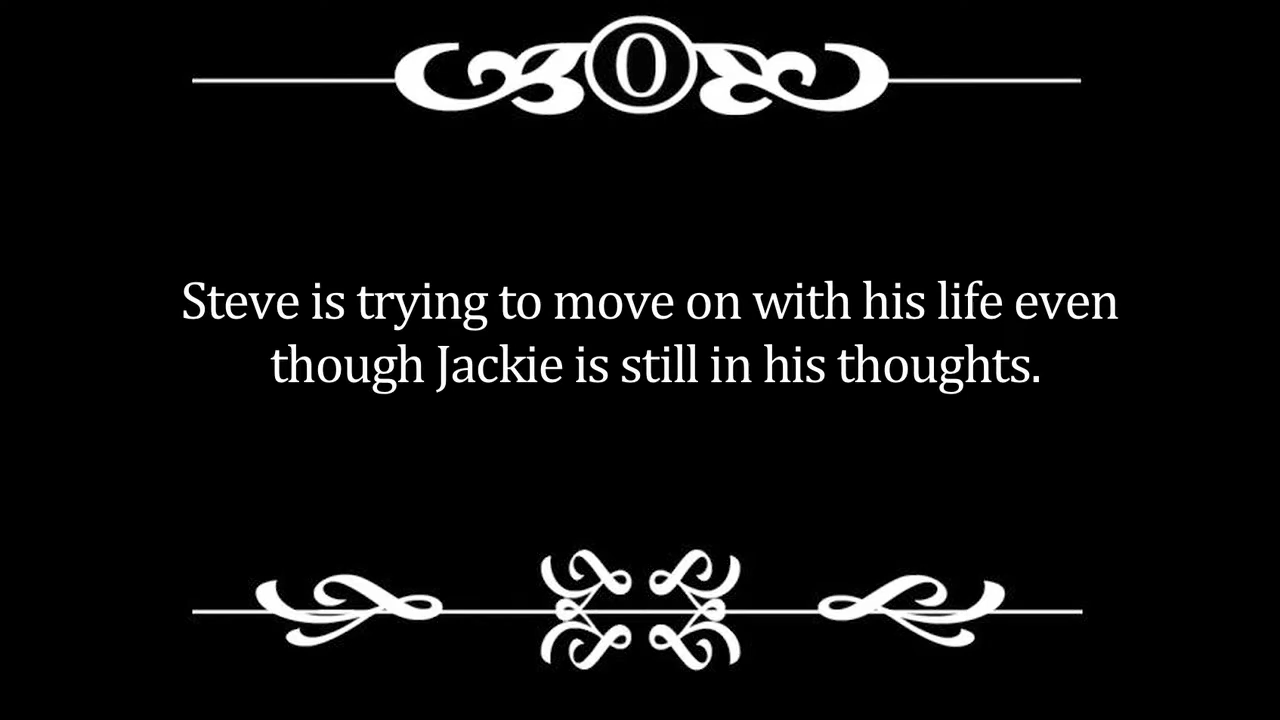 0
Steve is trying to move on with his life even
though Jackie is still in his thoughts.